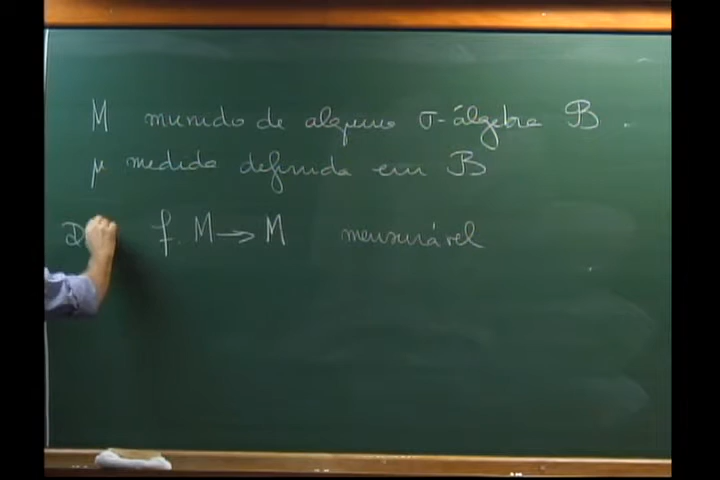 M munido de alguma σ-álgebra B.
μ medida definida em B
f: M → M mensurável